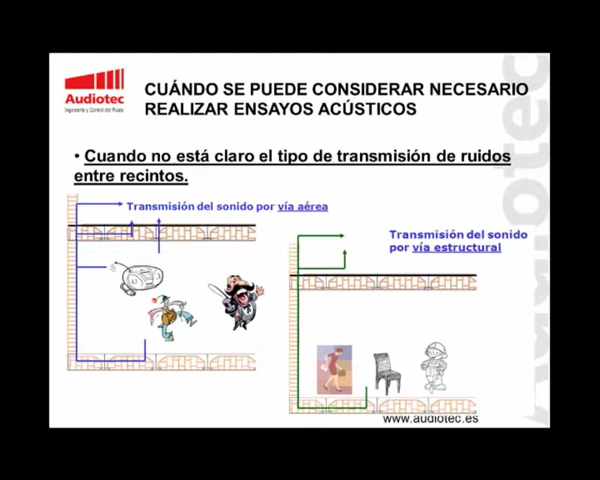 Audiotec
Ingeniería y Control del Ruido
CUÁNDO SE PUEDE CONSIDERAR NECESARIO
REALIZAR ENSAYOS ACÚSTICOS
• Cuando no está claro el tipo de transmisión de ruidos
entre recintos.
Transmisión del sonido por vía aérea
Transmisión del sonido
por vía estructural
www.audiotec.es
Audiotec